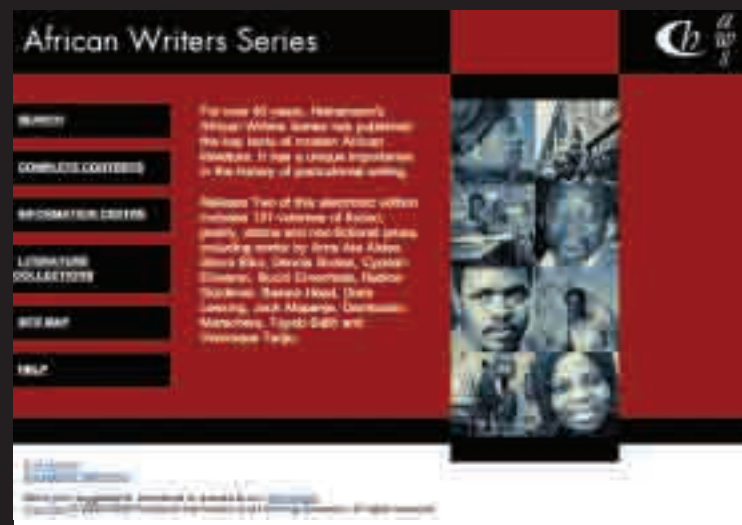 African Writers Series
Ch
aws
SEARCH
COMPLETE CONTENTS
INFORMATION CENTRE
LITERATURE
COLLECTIONS
SITE MAP
HELP
For over 40 years, Heinemann's
African Writers Series has published
the key texts of modern African
literature. It has a unique importance
in the history of postcolonial writing.
Release Two of this electronic edition
includes 131 volumes of fiction,
poetry, drama and non-fictional prose,
including works by Ama Ata Aidoo,
Steve Biko, Dennis Brutus, Cyprian
Ekwensi, Buchi Emecheta, Nadine
Gordimer, Bessie Head, Doris
Lessing, Jack Mapanje, Dambudzo
Marechera, Tayeb Salih and
Véronique Tadjo.